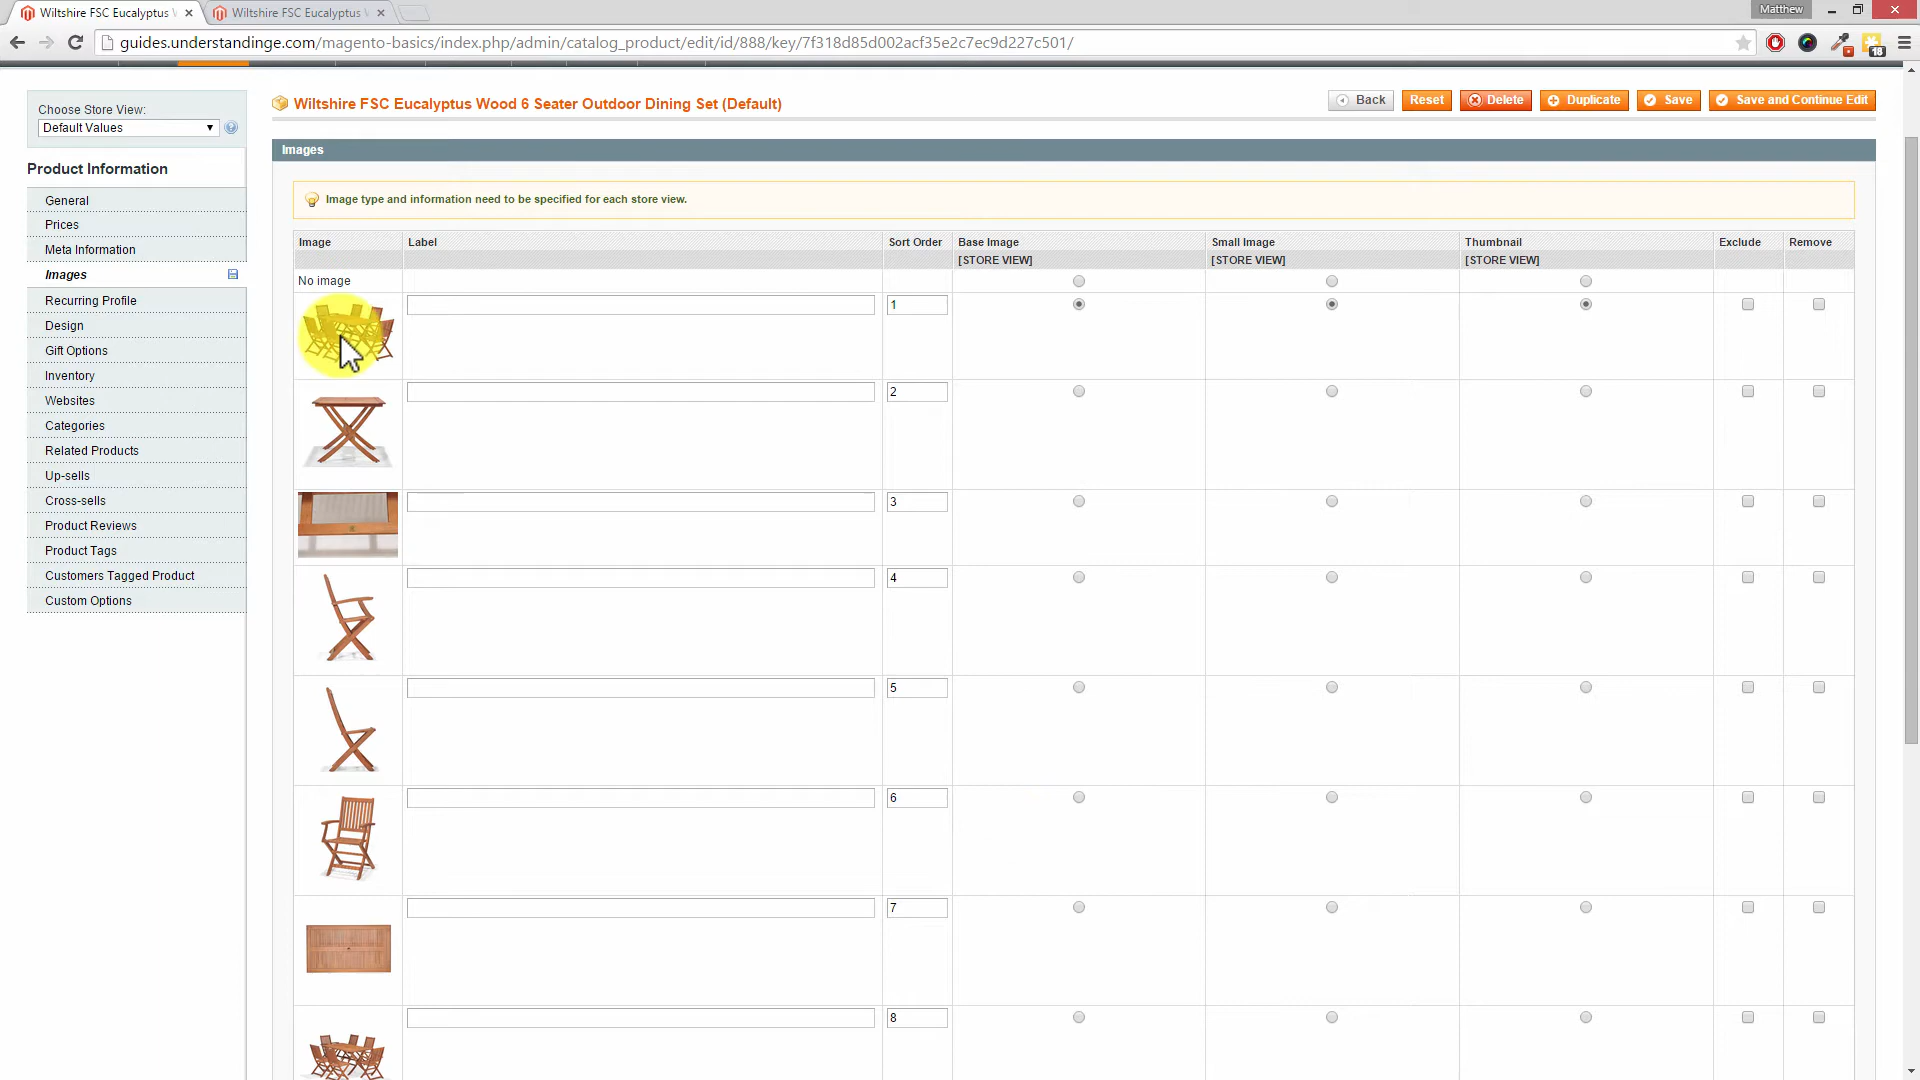 Wiltshire FSC Eucalyptus
Wiltshire FSC Eucalyptus
Matthew
guides.understandinge.com/magento-basics/index.php/admin/catalog_product/edit/id/888/key/7f318d85d002acf35e2c7ec9d227c501/
18
Choose Store View:
Default Values
Wiltshire FSC Eucalyptus Wood 6 Seater Outdoor Dining Set (Default)
Back
Reset
Delete
Duplicate
Save
Save and Continue Edit
Product Information
General
Prices
Meta Information
Images
Recurring Profile
Design
Gift Options
Inventory
Websites
Categories
Related Products
Up-sells
Cross-sells
Product Reviews
Product Tags
Customers Tagged Product
Custom Options
Images
Image type and information need to be specified for each store view.
Image Label Sort Order Base Image Small Image Thumbnail Exclude Remove
[STORE VIEW] [STORE VIEW] [STORE VIEW]
No image
1
2
3
4
5
6
7
8